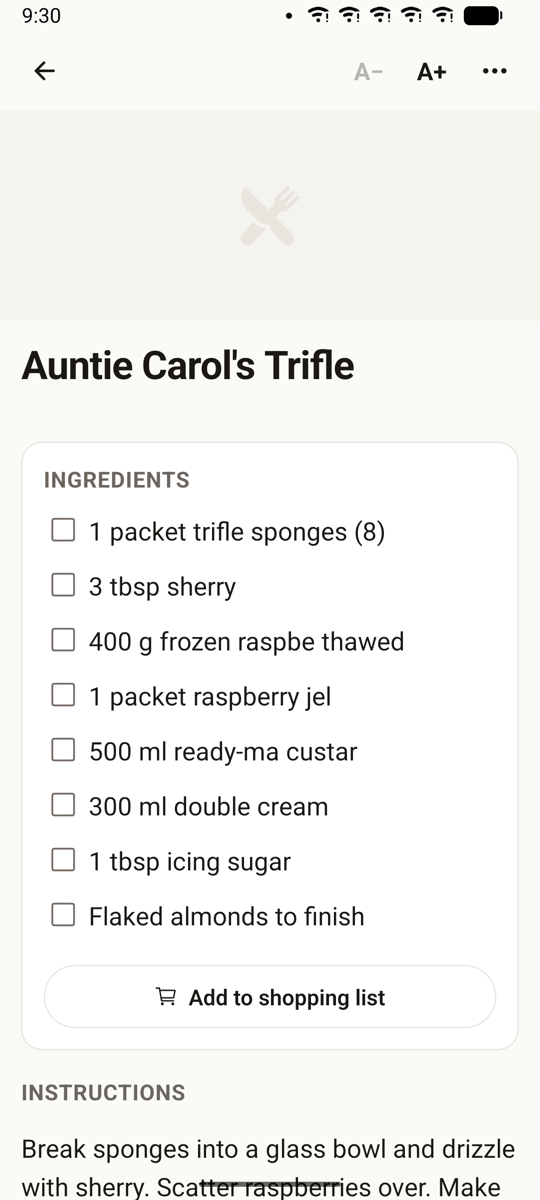 9:30
A− A+
Auntie Carol's Trifle
INGREDIENTS
1 packet trifle sponges (8)
3 tbsp sherry
400 g frozen raspbe thawed
1 packet raspberry jel
500 ml ready-ma custar
300 ml double cream
1 tbsp icing sugar
Flaked almonds to finish
Add to shopping list
INSTRUCTIONS
Break sponges into a glass bowl and drizzle
with sherry. Scatter raspberries over. Make